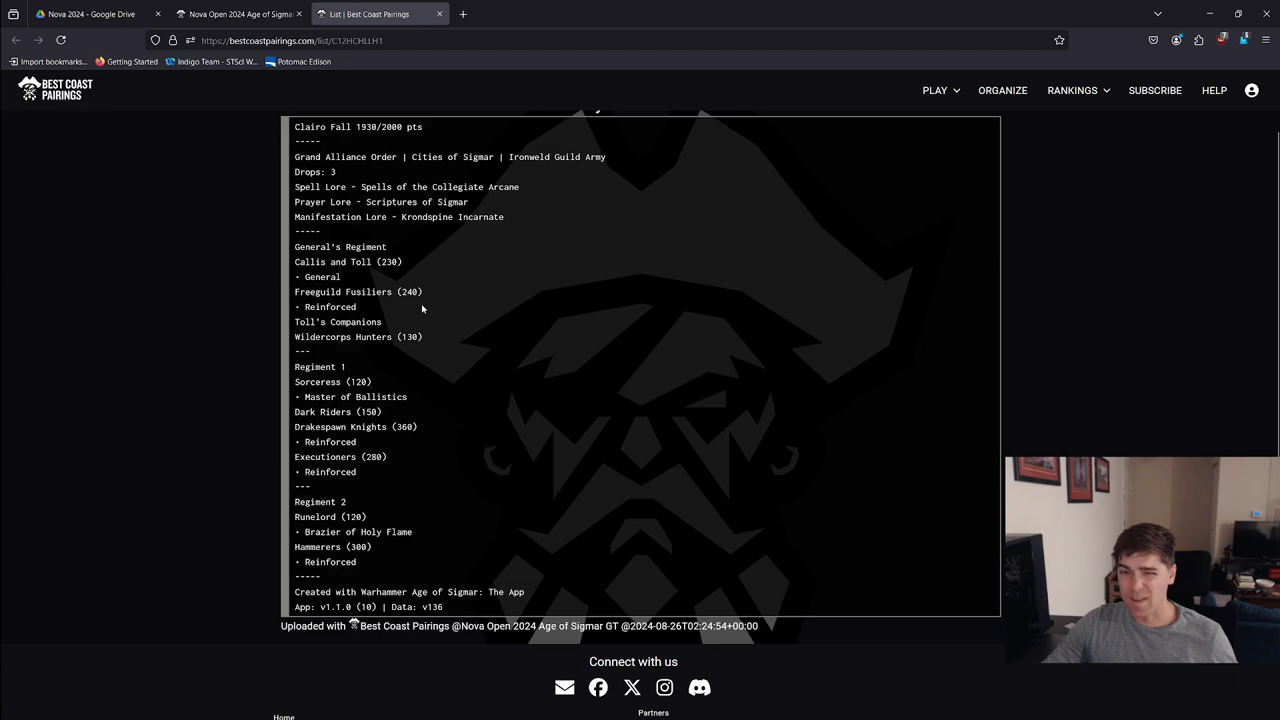 Nova 2024 - Google Drive
Nova Open 2024 Age of Sigmar
List | Best Coast Pairings
https://bestcoastpairings.com/list/C12HCHLLH1
Import bookmarks...
Getting Started
Indigo Team - STScI W...
Potomac Edison
BEST COAST
PAIRINGS
PLAY
ORGANIZE
RANKINGS
SUBSCRIBE
HELP
Clairo Fall 1930/2000 pts
-----
Grand Alliance Order | Cities of Sigmar | Ironweld Guild Army
Drops: 3
Spell Lore - Spells of the Collegiate Arcane
Prayer Lore - Scriptures of Sigmar
Manifestation Lore - Krondspine Incarnate
-----
General's Regiment
Callis and Toll (230)
• General
Freeguild Fusiliers (240)
• Reinforced
Toll's Companions
Wildercorps Hunters (130)
---
Regiment 1
Sorceress (120)
• Master of Ballistics
Dark Riders (150)
Drakespawn Knights (360)
• Reinforced
Executioners (280)
• Reinforced
---
Regiment 2
Runelord (120)
• Brazier of Holy Flame
Hammerers (300)
• Reinforced
-----
Created with Warhammer Age of Sigmar: The App
App: v1.1.0 (10) | Data: v136
Uploaded with Best Coast Pairings @Nova Open 2024 Age of Sigmar GT @2024-08-26T02:24:54+00:00
Connect with us
Partners
Home